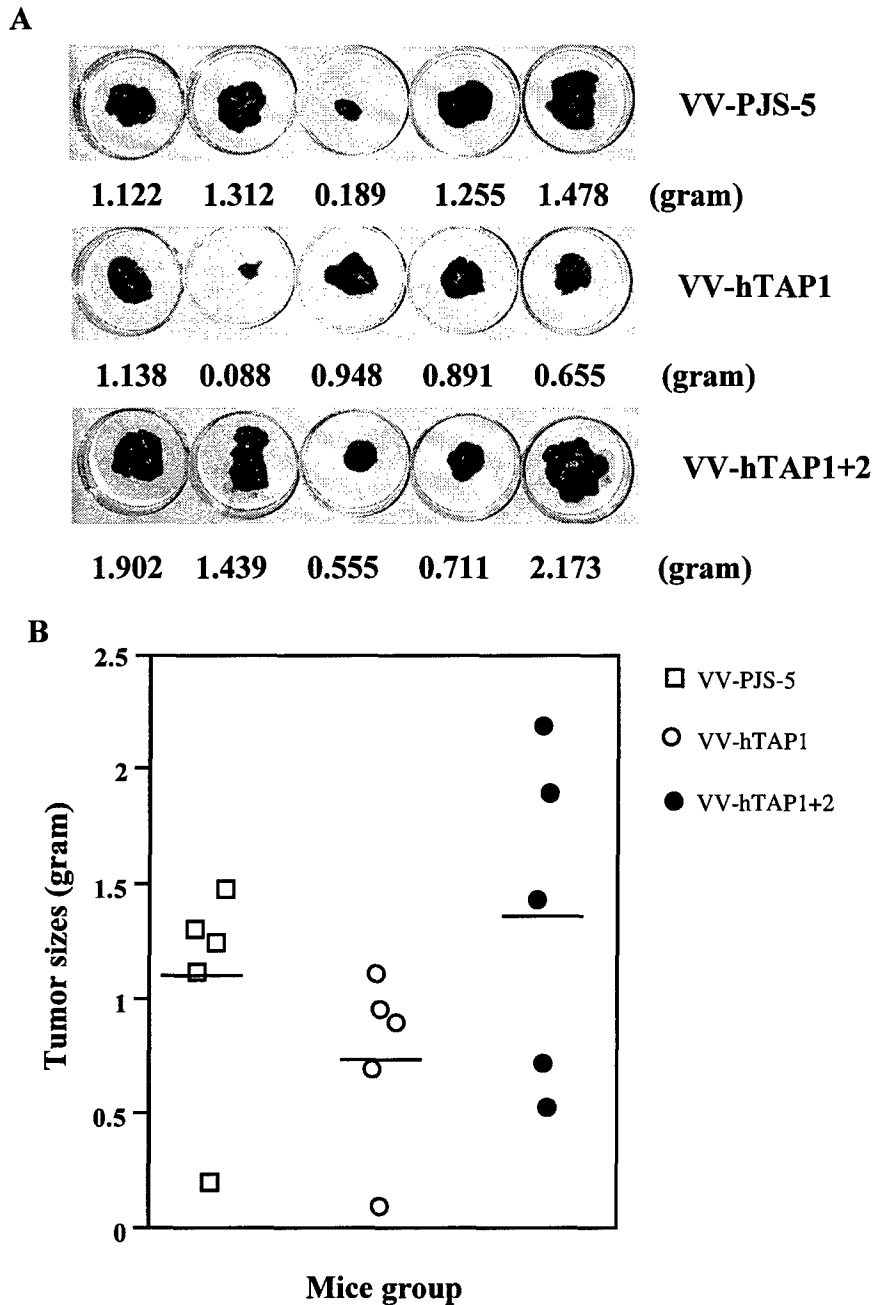 A
VV-PJS-5
1.122 1.312 0.189 1.255 1.478 (gram)
VV-hTAP1
1.138 0.088 0.948 0.891 0.655 (gram)
VV-hTAP1+2
1.902 1.439 0.555 0.711 2.173 (gram)
B
2.5
2
1.5
1
0.5
0
Tumor sizes (gram)
Mice group
VV-PJS-5
VV-hTAP1
VV-hTAP1+2